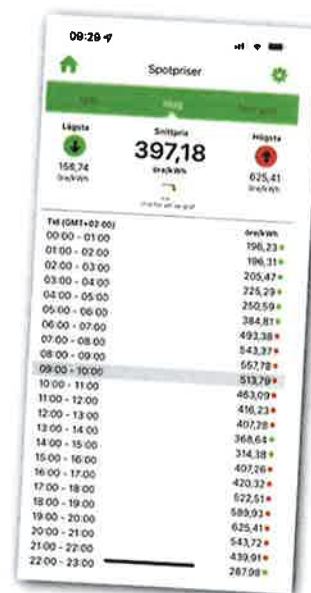 09:29
Spotpriser
Idag
Lägsta
Snittpris
Högsta
397,18
158,74
öre/kWh
625,41
öre/kWh
öre/kWh
Tid (GMT+02:00)
öre/kWh
00:00 - 01:00 196,23
01:00 - 02:00 196,31
02:00 - 03:00 205,47
03:00 - 04:00 225,29
04:00 - 05:00 250,59
05:00 - 06:00 384,81
06:00 - 07:00 493,38
07:00 - 08:00 543,37
08:00 - 09:00 557,78
09:00 - 10:00 513,79
10:00 - 11:00 463,09
11:00 - 12:00 416,23
12:00 - 13:00 407,28
13:00 - 14:00 368,64
14:00 - 15:00 314,38
15:00 - 16:00 407,26
16:00 - 17:00 420,32
17:00 - 18:00 522,51
18:00 - 19:00 589,93
19:00 - 20:00 625,41
20:00 - 21:00 543,72
21:00 - 22:00 439,91
22:00 - 23:00 287,98